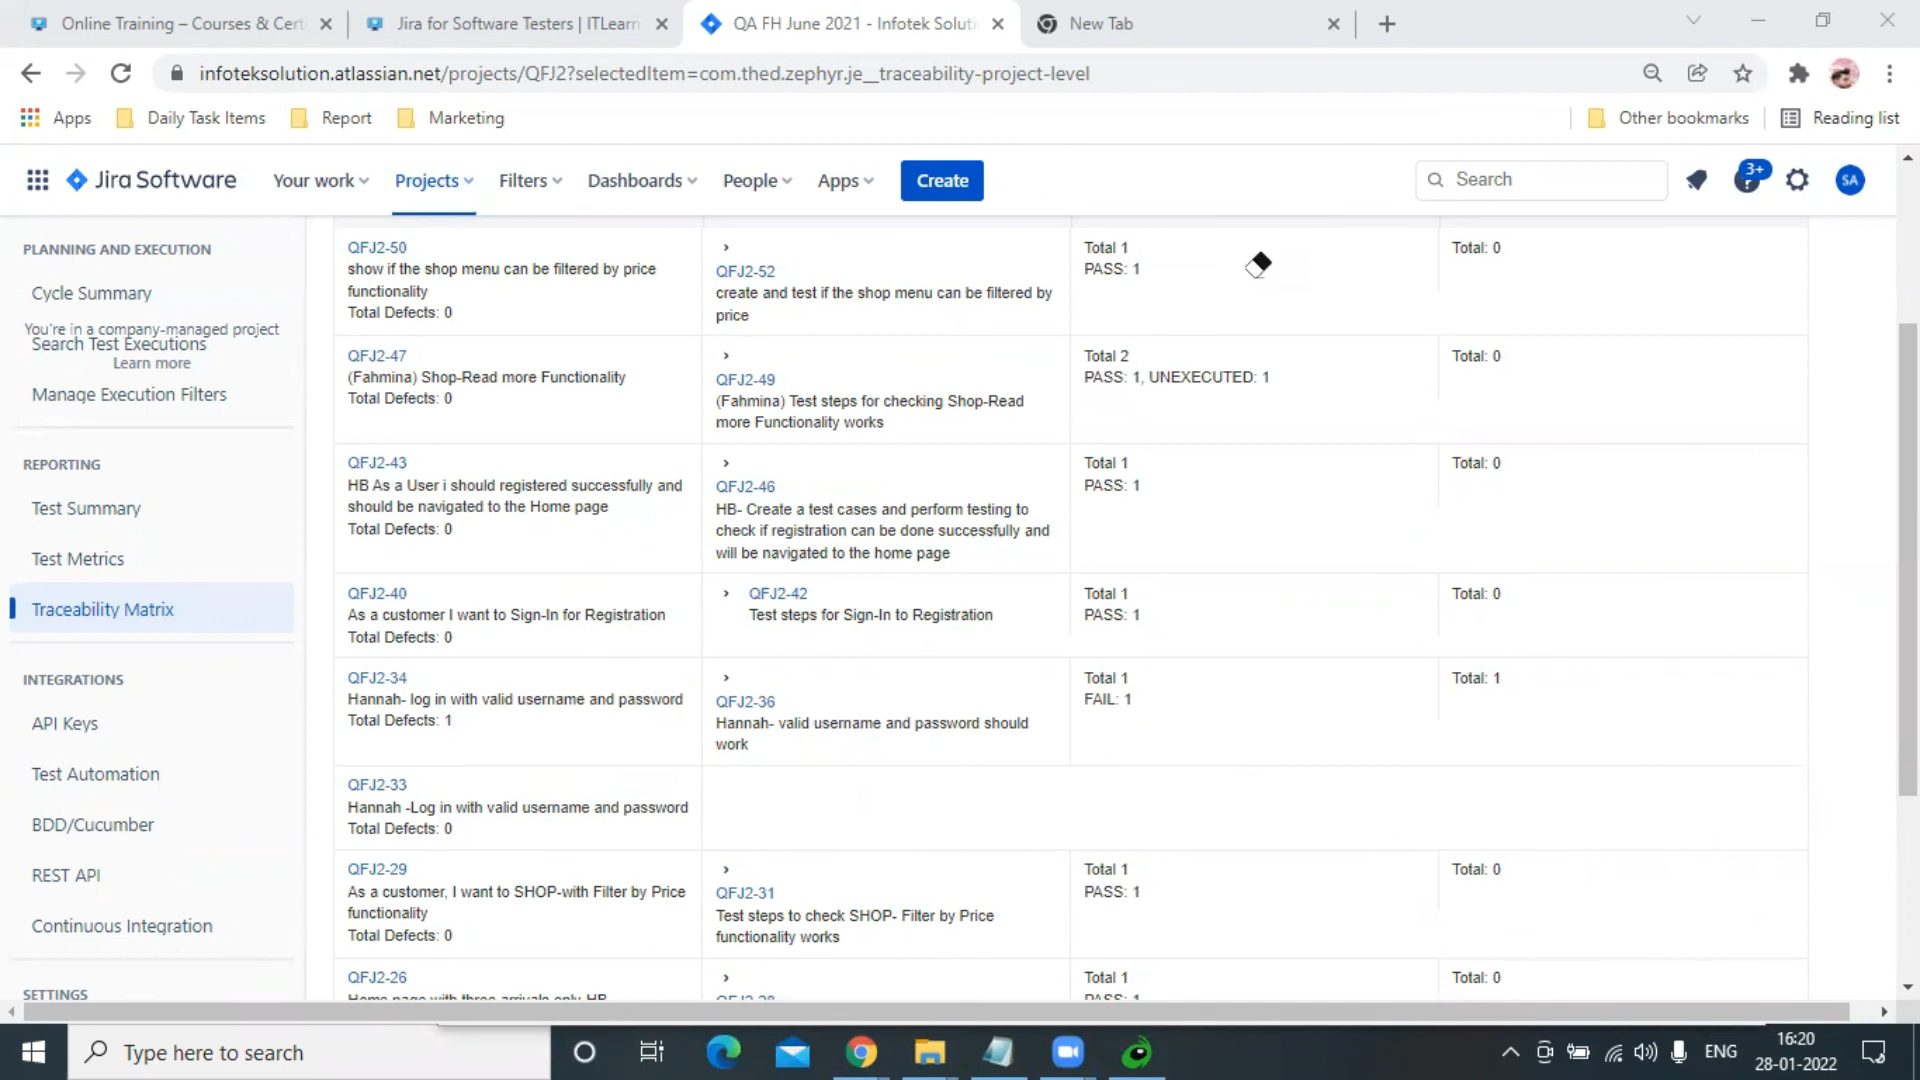 Online Training – Courses & Cert
Jira for Software Testers | ITLearn
QA FH June 2021 - Infotek Soluti
New Tab
infoteksolution.atlassian.net/projects/QFJ2?selectedItem=com.thed.zephyr.je__traceability-project-level
Apps
Daily Task Items
Report
Marketing
Other bookmarks
Reading list
Jira Software
Your work
Projects
Filters
Dashboards
People
Apps
Create
Search
3+
SA
PLANNING AND EXECUTION
Cycle Summary
You're in a company-managed project
Search Test Executions
Learn more
Manage Execution Filters
REPORTING
Test Summary
Test Metrics
Traceability Matrix
INTEGRATIONS
API Keys
Test Automation
BDD/Cucumber
REST API
Continuous Integration
SETTINGS
QFJ2-50
show if the shop menu can be filtered by price
functionality
Total Defects: 0
QFJ2-52
create and test if the shop menu can be filtered by
price
Total 1
PASS: 1
Total: 0
QFJ2-47
(Fahmina) Shop-Read more Functionality
Total Defects: 0
QFJ2-49
(Fahmina) Test steps for checking Shop-Read
more Functionality works
Total 2
PASS: 1, UNEXECUTED: 1
Total: 0
QFJ2-43
HB As a User i should registered successfully and
should be navigated to the Home page
Total Defects: 0
QFJ2-46
HB- Create a test cases and perform testing to
check if registration can be done successfully and
will be navigated to the home page
Total 1
PASS: 1
Total: 0
QFJ2-40
As a customer I want to Sign-In for Registration
Total Defects: 0
QFJ2-42
Test steps for Sign-In to Registration
Total 1
PASS: 1
Total: 0
QFJ2-34
Hannah- log in with valid username and password
Total Defects: 1
QFJ2-36
Hannah- valid username and password should
work
Total 1
FAIL: 1
Total: 1
QFJ2-33
Hannah -Log in with valid username and password
Total Defects: 0
QFJ2-29
As a customer, I want to SHOP-with Filter by Price
functionality
Total Defects: 0
QFJ2-31
Test steps to check SHOP- Filter by Price
functionality works
Total 1
PASS: 1
Total: 0
QFJ2-26
Home page with three arrivals only HB
QFJ2-28
Total 1
PASS: 1
Total: 0
Type here to search
ENG
16:20
28-01-2022